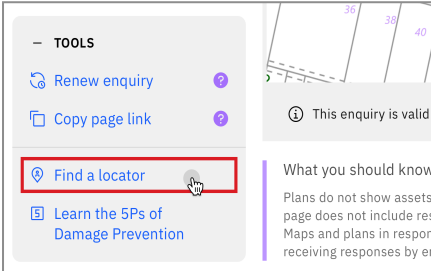 36
38
40
TOOLS
Renew enquiry ?
Copy page link ?
This enquiry is valid
Find a locator
What you should know
5 Learn the 5Ps of
Damage Prevention
Plans do not show assets
page does not include res
Maps and plans in respon
receiving responses by e